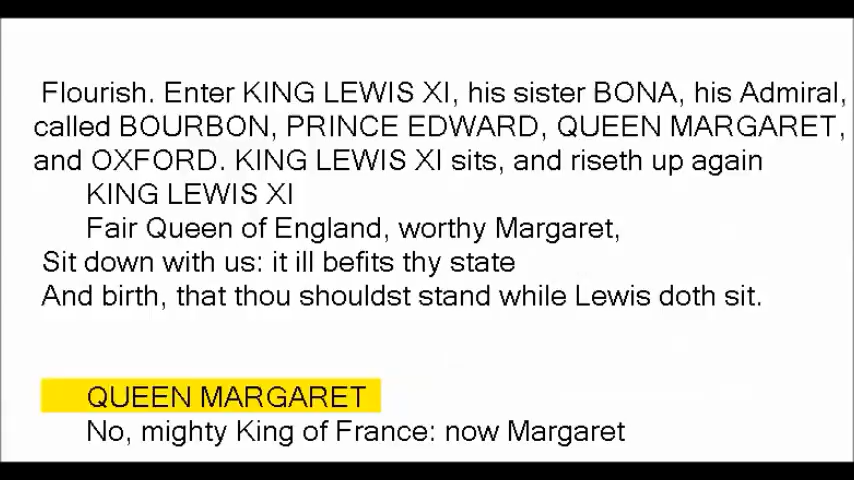 Flourish. Enter KING LEWIS XI, his sister BONA, his Admiral,
called BOURBON, PRINCE EDWARD, QUEEN MARGARET,
and OXFORD. KING LEWIS XI sits, and riseth up again
KING LEWIS XI
Fair Queen of England, worthy Margaret,
Sit down with us: it ill befits thy state
And birth, that thou shouldst stand while Lewis doth sit.
QUEEN MARGARET
No, mighty King of France: now Margaret